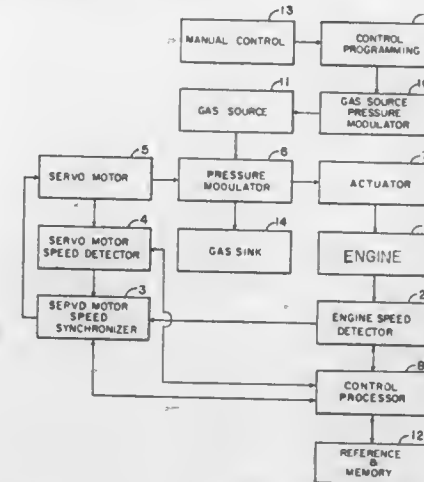 13
MANUAL CONTROL
CONTROL
PROGRAMMING
11
GAS SOURCE
GAS SOURCE
PRESSURE
MODULATOR
5
SERVO MOTOR
6
PRESSURE
MODULATOR
ACTUATOR
4
SERVO MOTOR
SPEED DETECTOR
14
GAS SINK
ENGINE
3
SERVO MOTOR
SPEED
SYNCHRONIZER
2
ENGINE SPEED
DETECTOR
8
CONTROL
PROCESSOR
12
REFERENCE
&
MEMORY